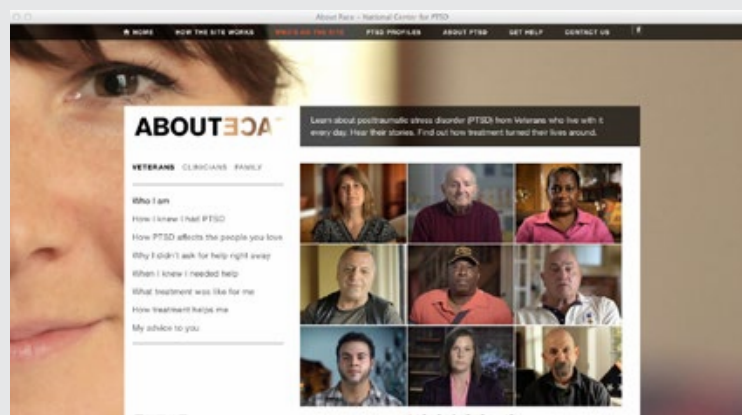 About Face - National Center for PTSD
HOME HOW THE SITE WORKS WHO'S ON THE SITE PTSD PROFILES ABOUT PTSD GET HELP CONTACT US
ABOUTFACE
Learn about posttraumatic stress disorder (PTSD) from Veterans who live with it
every day. Hear their stories. Find out how treatment turned their lives around.
VETERANS CLINICIANS FAMILY
Who I am
How I knew I had PTSD
How PTSD affects the people you love
Why I didn't ask for help right away
When I knew I needed help
What treatment was like for me
How treatment helps me
My advice to you